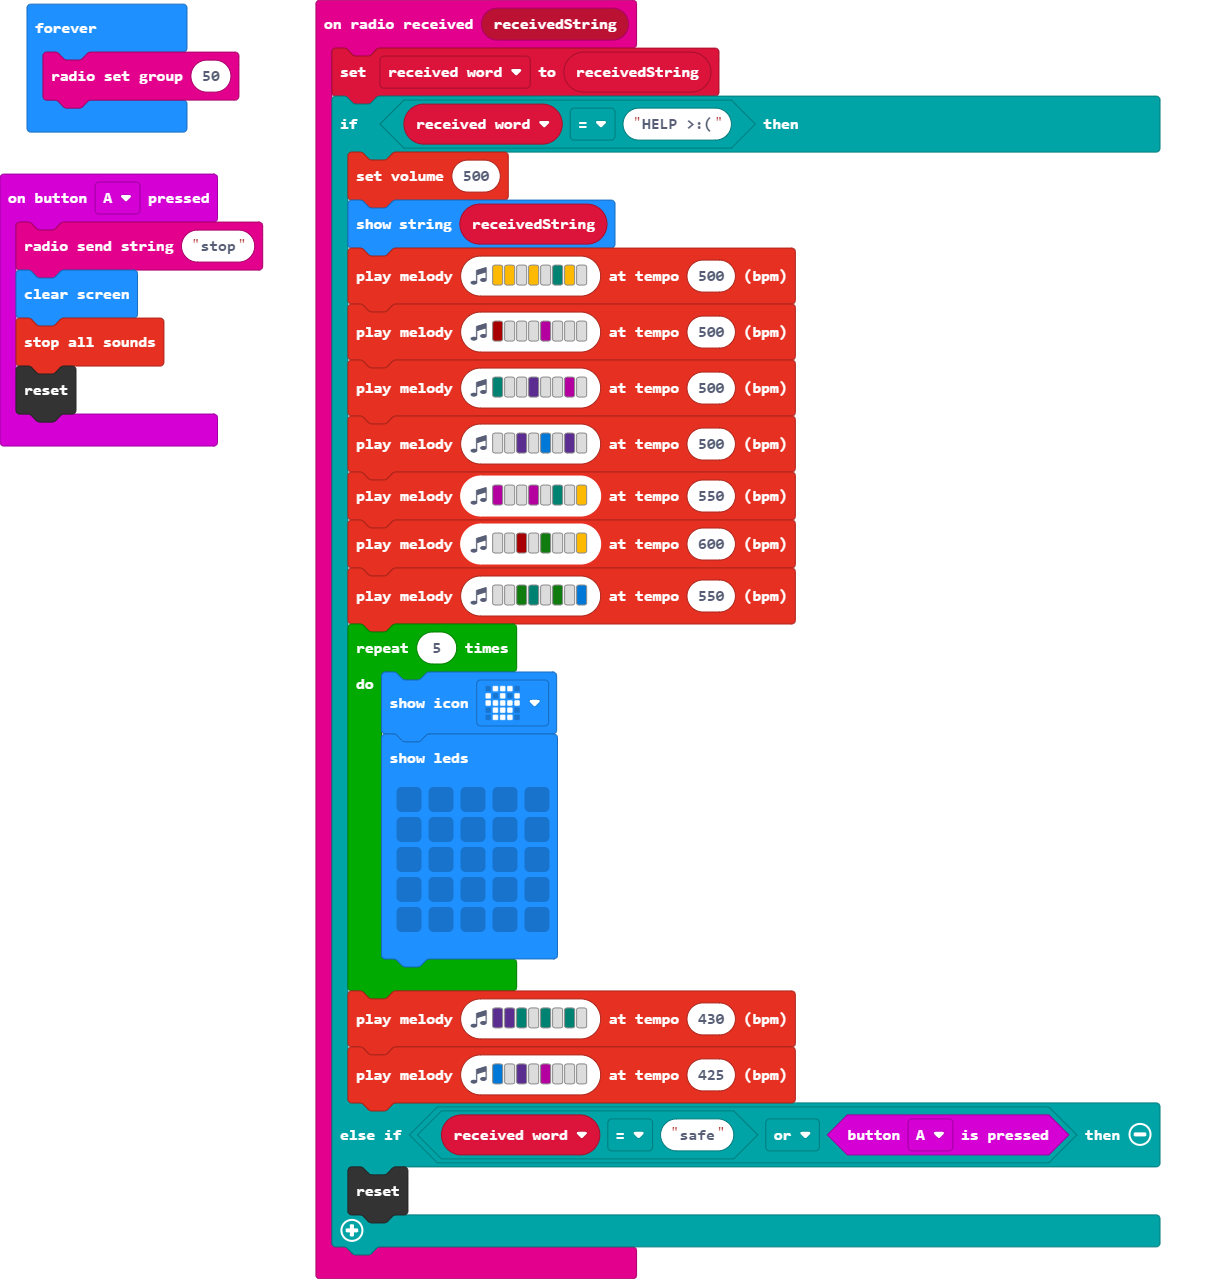 forever
radio set group 50
on button A pressed
radio send string "stop"
clear screen
stop all sounds
reset
on radio received receivedString
set received word to receivedString
if received word = "HELP >:(" then
set volume 500
show string receivedString
play melody at tempo 500 (bpm)
play melody at tempo 500 (bpm)
play melody at tempo 500 (bpm)
play melody at tempo 500 (bpm)
play melody at tempo 550 (bpm)
play melody at tempo 600 (bpm)
play melody at tempo 550 (bpm)
repeat 5 times
do
show icon
show leds
play melody at tempo 430 (bpm)
play melody at tempo 425 (bpm)
else if received word = "safe" or button A is pressed then
reset